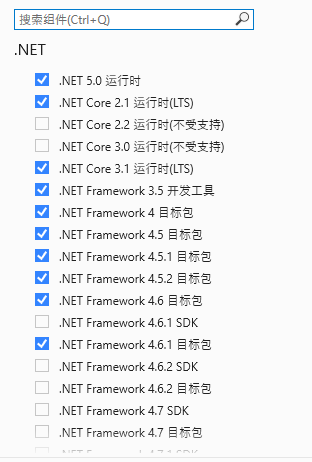 搜索组件(Ctrl+Q)
.NET
.NET 5.0 运行时
.NET Core 2.1 运行时(LTS)
.NET Core 2.2 运行时(不受支持)
.NET Core 3.0 运行时(不受支持)
.NET Core 3.1 运行时(LTS)
.NET Framework 3.5 开发工具
.NET Framework 4 目标包
.NET Framework 4.5 目标包
.NET Framework 4.5.1 目标包
.NET Framework 4.5.2 目标包
.NET Framework 4.6 目标包
.NET Framework 4.6.1 SDK
.NET Framework 4.6.1 目标包
.NET Framework 4.6.2 SDK
.NET Framework 4.6.2 目标包
.NET Framework 4.7 SDK
.NET Framework 4.7 目标包
.NET Framework 4.7.1 SDK